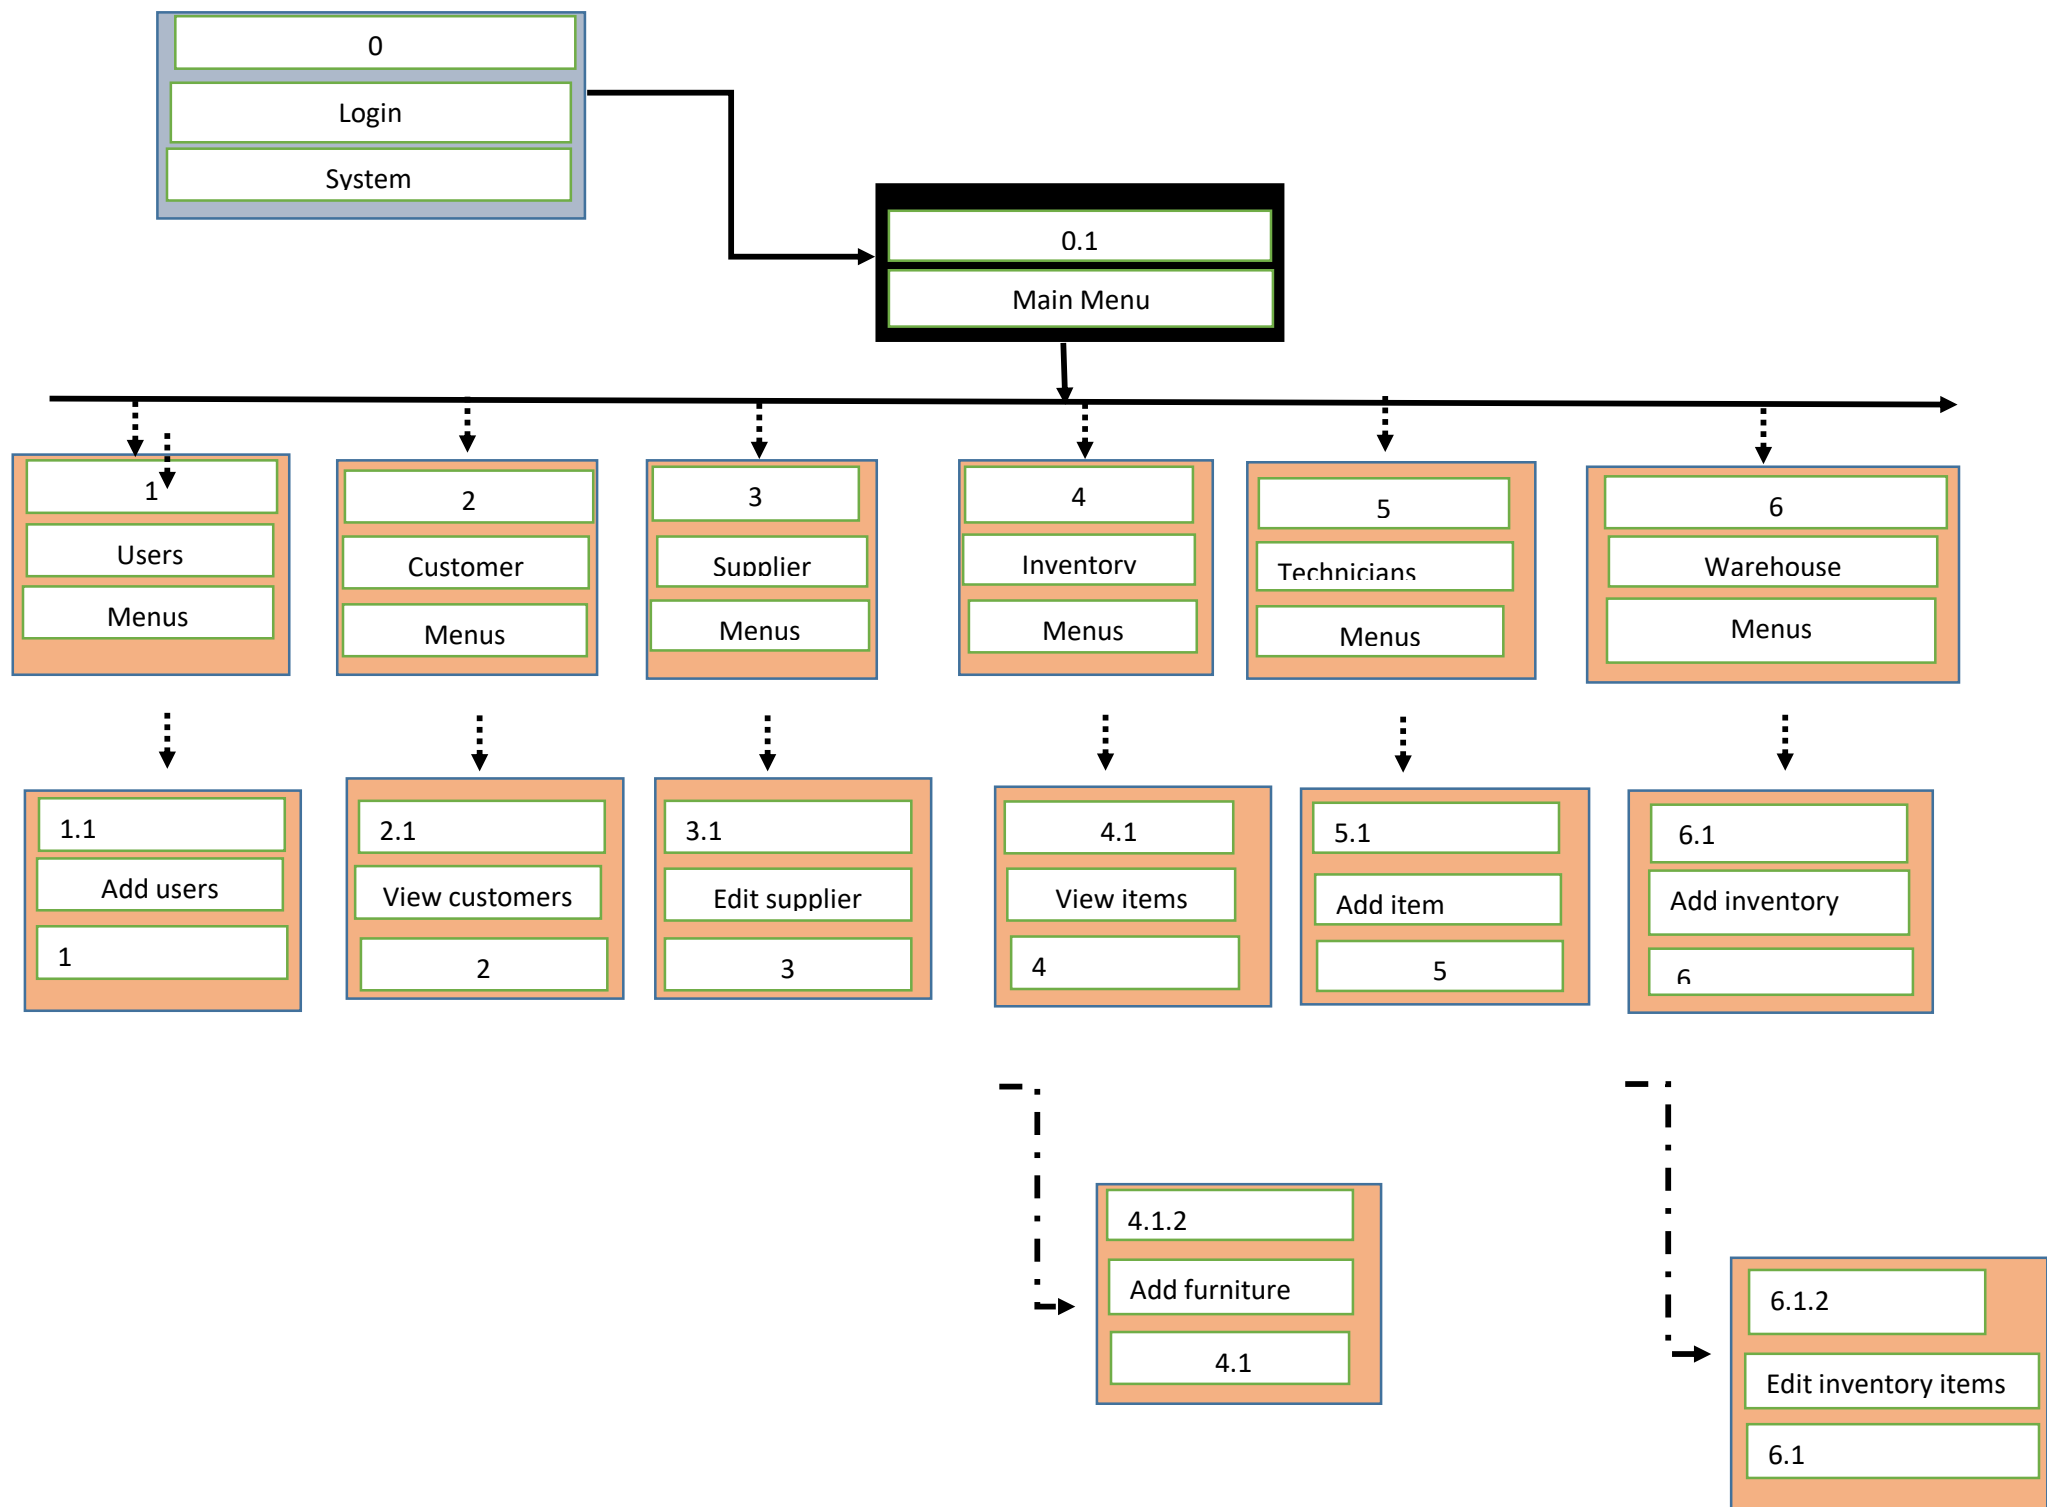 0
Login
System
0.1
Main Menu
1
Users
Menus
2
Customer
Menus
3
Supplier
Menus
4
Inventory
Menus
5
Technicians
Menus
6
Warehouse
Menus
1.1
Add users
1
2.1
View customers
2
3.1
Edit supplier
3
4.1
View items
4
5.1
Add item
5
6.1
Add inventory
6
4.1.2
Add furniture
4.1
6.1.2
Edit inventory items
6.1